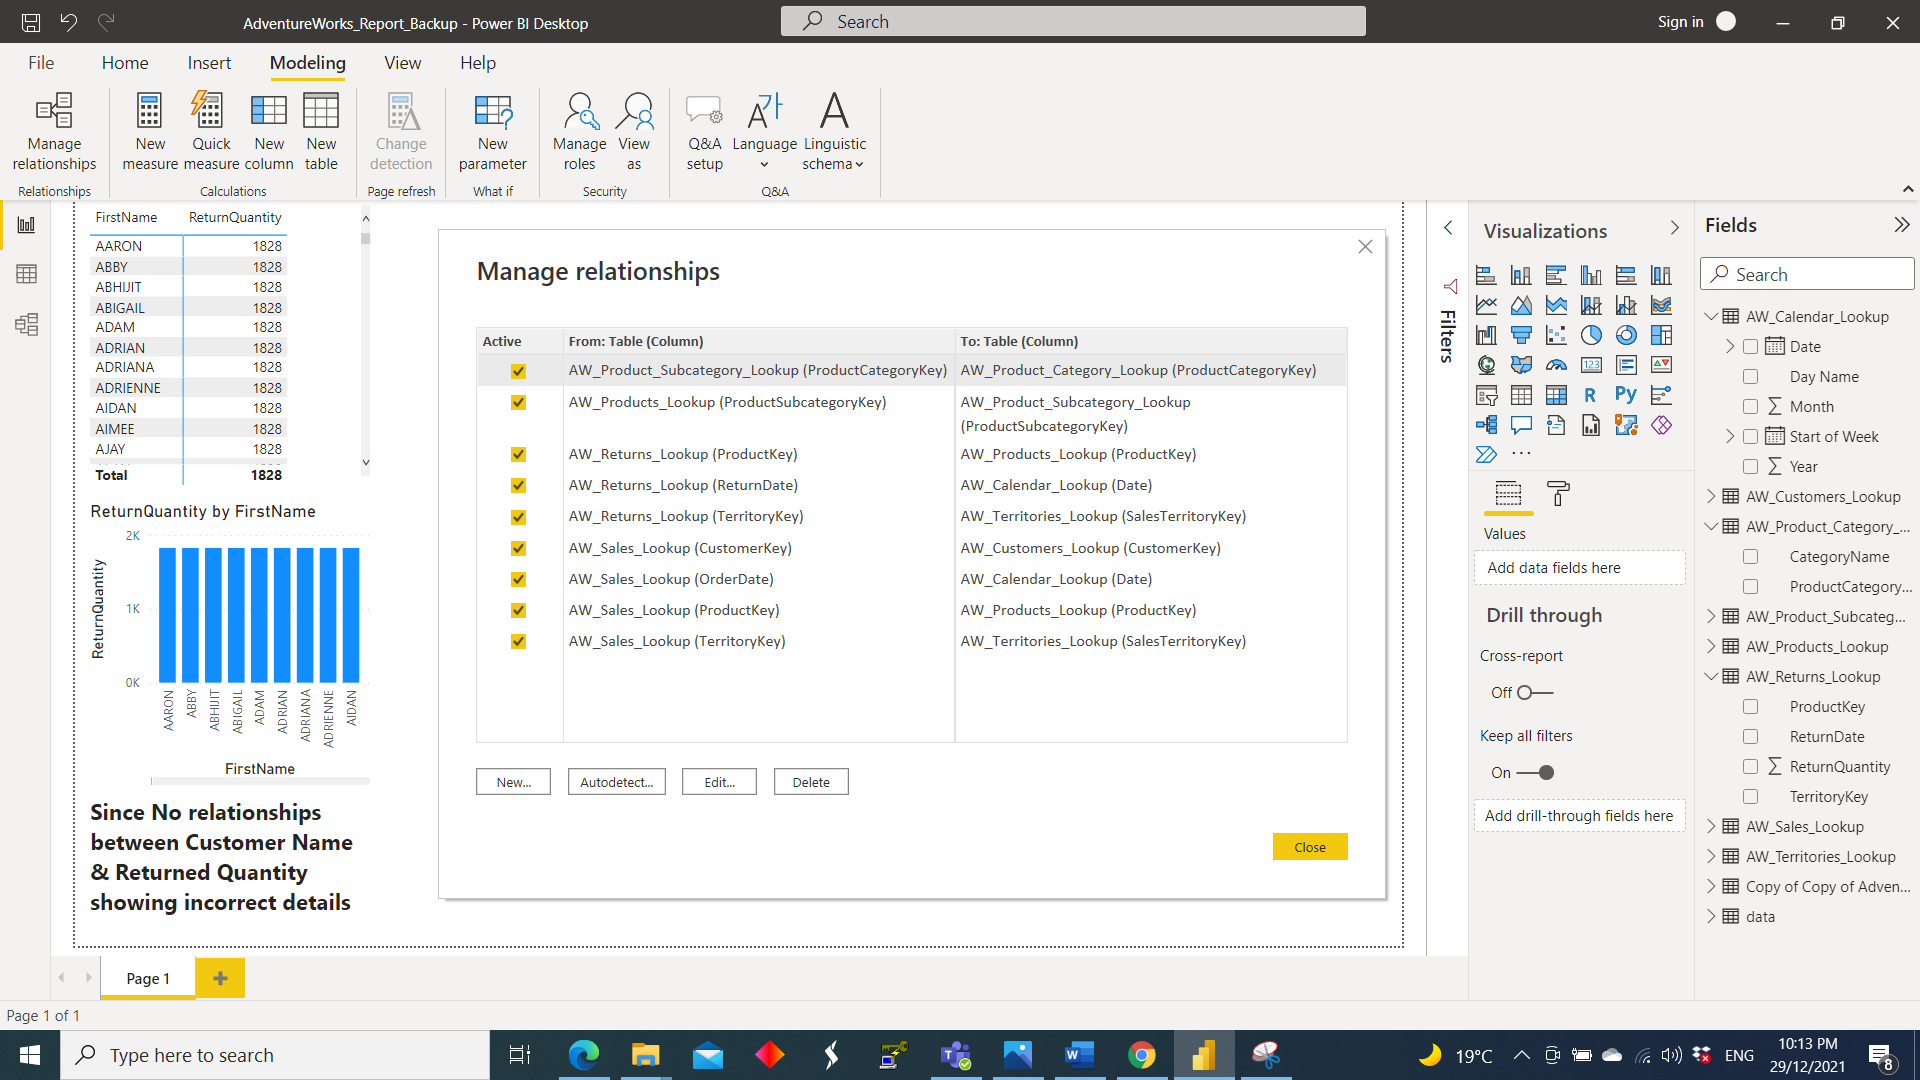 AdventureWorks_Report_Backup - Power BI Desktop
Search
Sign in
File Home Insert Modeling View Help
Manage relationships
New measure
Quick measure
New column
New table
Change detection
New parameter
Manage roles
View as
Q&A setup
Language
Linguistic schema
Relationships
Calculations
Page refresh
What if
Security
Q&A
FirstName ReturnQuantity
AARON 1828
ABBY 1828
ABHIJIT 1828
ABIGAIL 1828
ADAM 1828
ADRIAN 1828
ADRIANA 1828
ADRIENNE 1828
AIDAN 1828
AIMEE 1828
AJAY 1828
Total 1828
ReturnQuantity by FirstName
2K
1K
0K
ReturnQuantity
AARON
ABBY
ABHIJIT
ABIGAIL
ADAM
ADRIAN
ADRIANA
ADRIENNE
AIDAN
FirstName
Since No relationships
between Customer Name
& Returned Quantity
showing incorrect details
Manage relationships
Active From: Table (Column) To: Table (Column)
AW_Product_Subcategory_Lookup (ProductCategoryKey) AW_Product_Category_Lookup (ProductCategoryKey)
AW_Products_Lookup (ProductSubcategoryKey) AW_Product_Subcategory_Lookup
(ProductSubcategoryKey)
AW_Returns_Lookup (ProductKey) AW_Products_Lookup (ProductKey)
AW_Returns_Lookup (ReturnDate) AW_Calendar_Lookup (Date)
AW_Returns_Lookup (TerritoryKey) AW_Territories_Lookup (SalesTerritoryKey)
AW_Sales_Lookup (CustomerKey) AW_Customers_Lookup (CustomerKey)
AW_Sales_Lookup (OrderDate) AW_Calendar_Lookup (Date)
AW_Sales_Lookup (ProductKey) AW_Products_Lookup (ProductKey)
AW_Sales_Lookup (TerritoryKey) AW_Territories_Lookup (SalesTerritoryKey)
New... Autodetect... Edit... Delete
Close
Filters
Visualizations
123
R
Py
...
Values
Add data fields here
Drill through
Cross-report
Off
Keep all filters
On
Add drill-through fields here
Fields
Search
AW_Calendar_Lookup
Date
Day Name
Month
Start of Week
Year
AW_Customers_Lookup
AW_Product_Category_...
CategoryName
ProductCategory...
AW_Product_Subcateg...
AW_Products_Lookup
AW_Returns_Lookup
ProductKey
ReturnDate
ReturnQuantity
TerritoryKey
AW_Sales_Lookup
AW_Territories_Lookup
Copy of Copy of Adven...
data
Page 1
Page 1 of 1
Type here to search
19°C
ENG
10:13 PM
29/12/2021
8